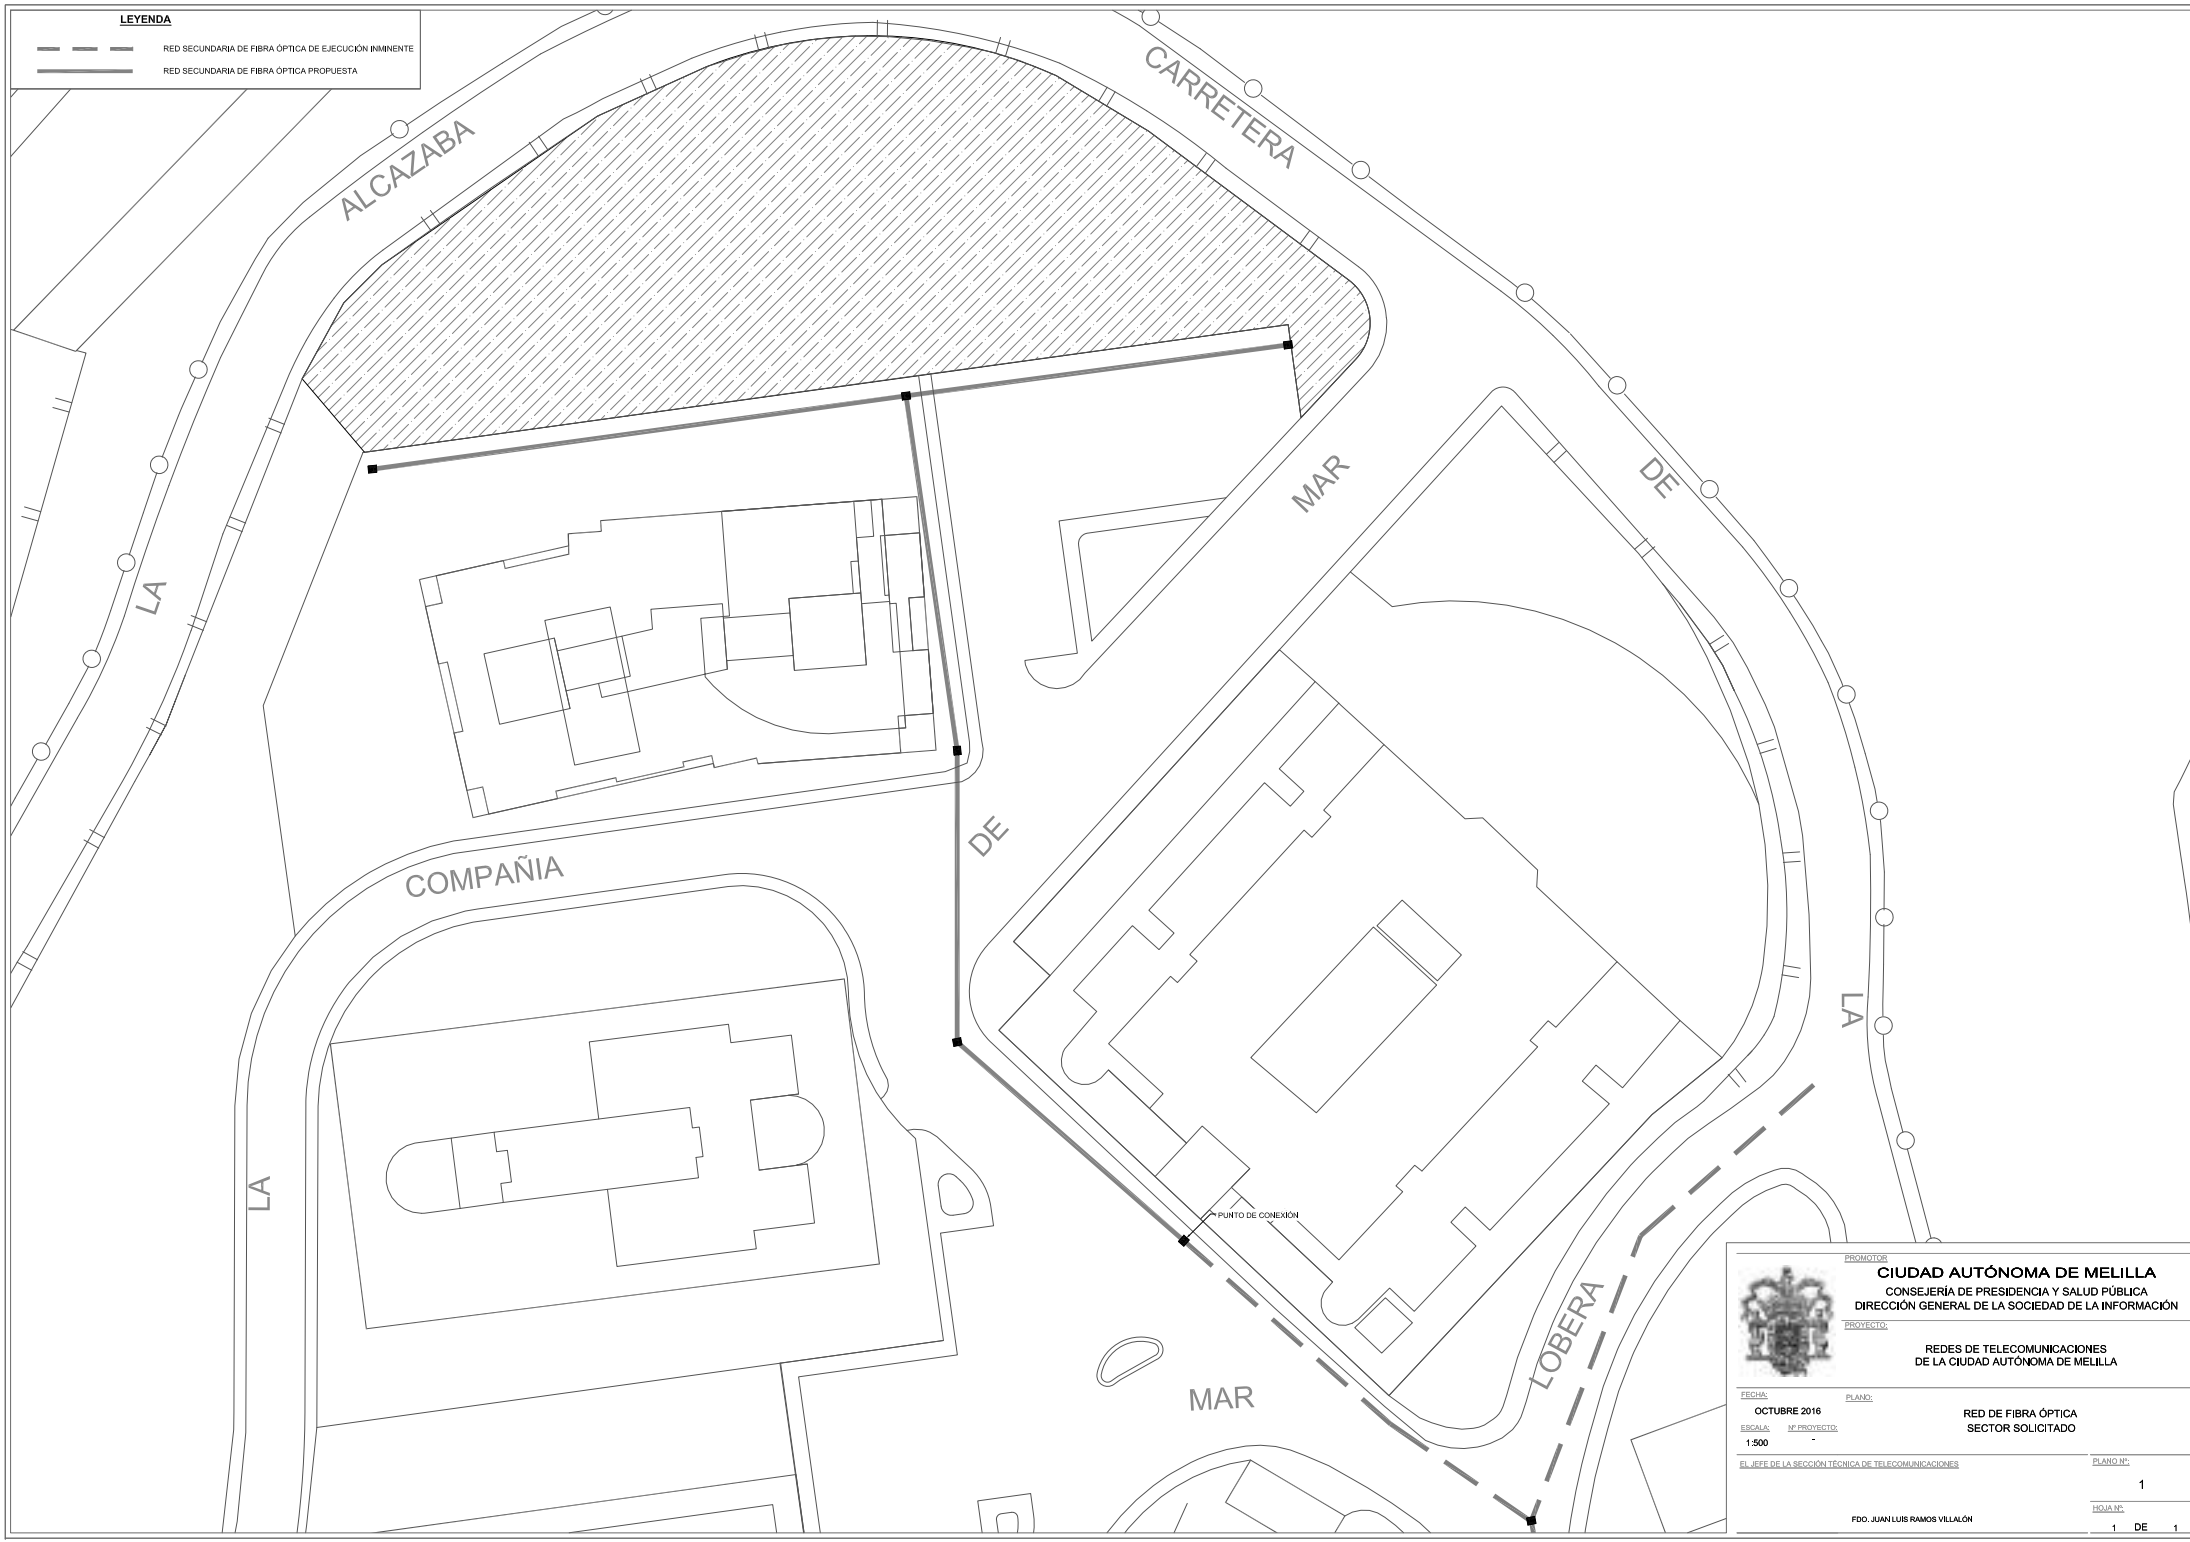 LEYENDA
RED SECUNDARIA DE FIBRA ÓPTICA DE EJECUCIÓN INMINENTE
RED SECUNDARIA DE FIBRA ÓPTICA PROPUESTA
CARRETERA
ALCAZABA
MAR
DE
LA
DE
COMPAÑIA
LA
LA
PUNTO DE CONEXIÓN
LOBERA
MAR
PROMOTOR
CIUDAD AUTÓNOMA DE MELILLA
CONSEJERÍA DE PRESIDENCIA Y SALUD PÚBLICA
DIRECCIÓN GENERAL DE LA SOCIEDAD DE LA INFORMACIÓN
PROYECTO:
REDES DE TELECOMUNICACIONES
DE LA CIUDAD AUTÓNOMA DE MELILLA
FECHA:
OCTUBRE 2016
PLANO:
RED DE FIBRA ÓPTICA
SECTOR SOLICITADO
ESCALA:
1:500
Nº PROYECTO:
-
EL JEFE DE LA SECCIÓN TÉCNICA DE TELECOMUNICACIONES
FDO. JUAN LUIS RAMOS VILLALÓN
PLANO Nº:
1
HOJA Nº:
1 DE 1